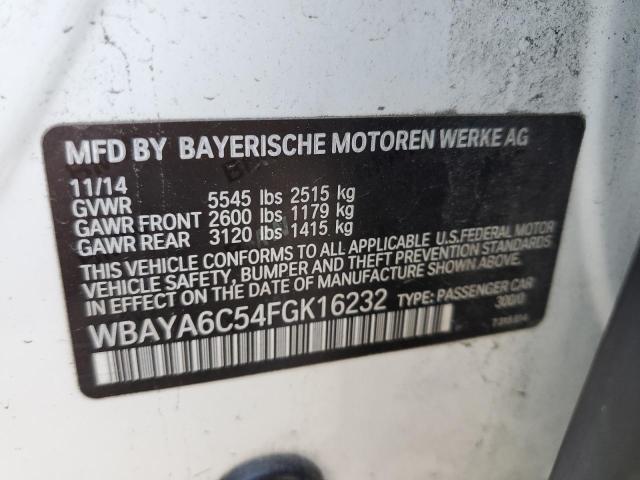 MFD BY BAYERISCHE MOTOREN WERKE AG
11/14
GVWR 5545 lbs 2515 kg
GAWR FRONT 2600 lbs 1179 kg
GAWR REAR 3120 lbs 1415 kg
THIS VEHICLE CONFORMS TO ALL APPLICABLE U.S.FEDERAL MOTOR
VEHICLE SAFETY, BUMPER AND THEFT PREVENTION STANDARDS
IN EFFECT ON THE DATE OF MANUFACTURE SHOWN ABOVE.
WBAYA6C54FGK16232 TYPE: PASSENGER CAR
300/0